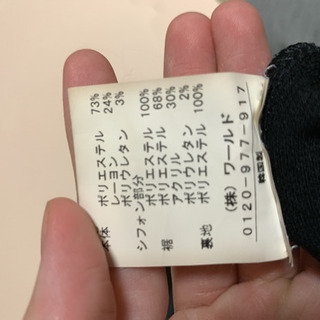 本体 ポリエステル 73%
レーヨン 24%
ポリウレタン 3%
シフォン部分
ポリエステル 100%
裾 ポリエステル 68%
アクリル 30%
ポリウレタン 2%
裏地 ポリエステル 100%
(株) ワールド
0120-977-917
韓国製